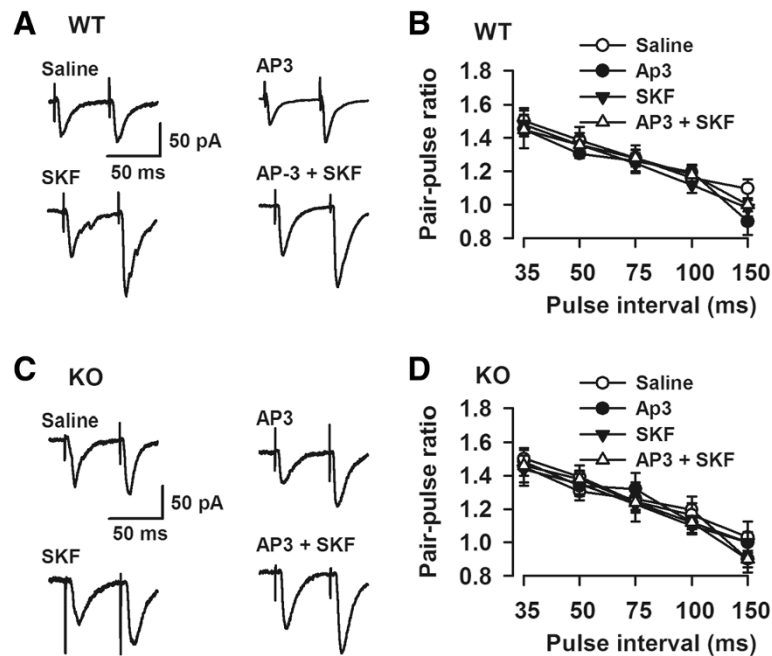 A
WT
Saline
AP3
50 pA
50 ms
SKF
AP-3 + SKF
B
WT
Saline
Ap3
SKF
AP3 + SKF
Pair-pulse ratio
1.8
1.6
1.4
1.2
1.0
0.8
35 50 75 100 150
Pulse interval (ms)
C
KO
Saline
AP3
50 pA
50 ms
SKF
AP3 + SKF
D
KO
Saline
Ap3
SKF
AP3 + SKF
Pair-pulse ratio
1.8
1.6
1.4
1.2
1.0
0.8
35 50 75 100 150
Pulse interval (ms)